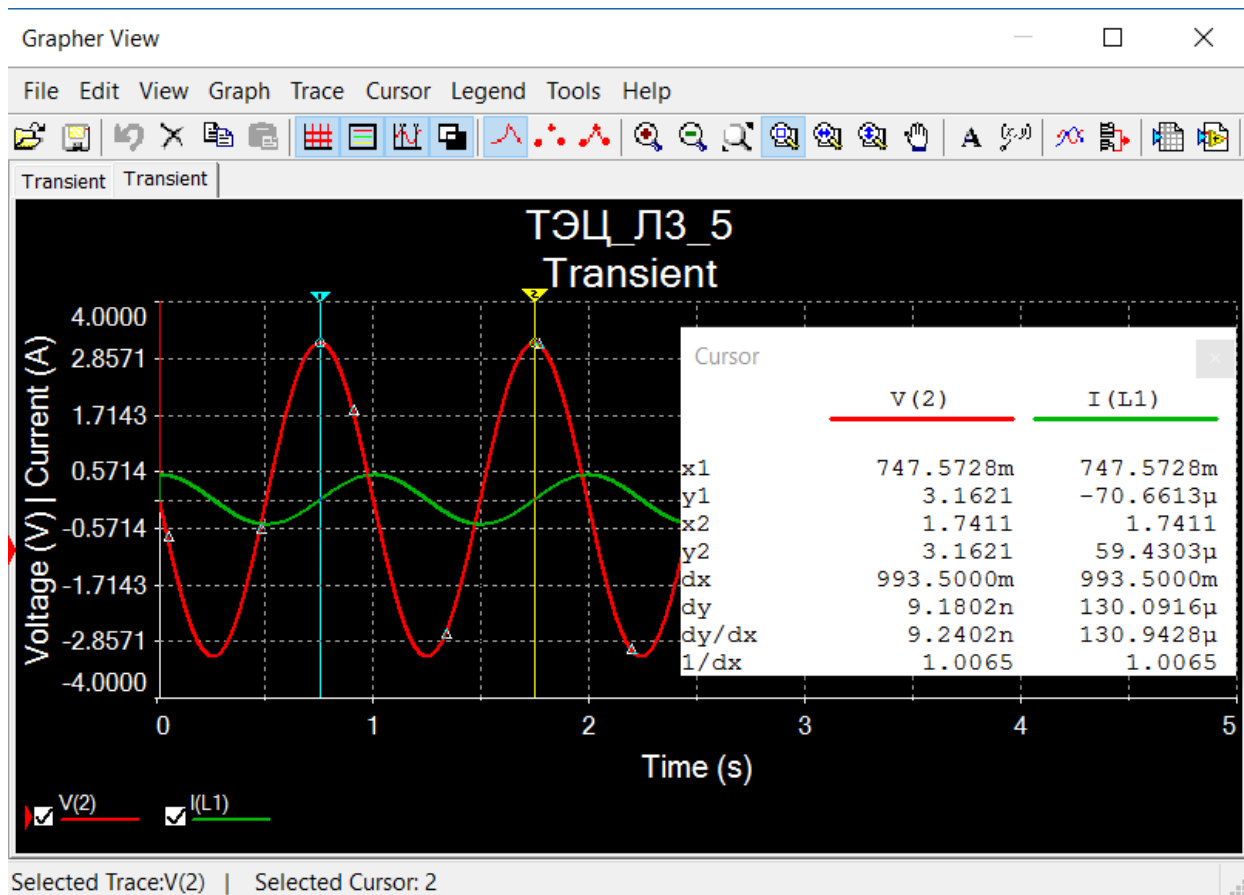 Grapher View
File Edit View Graph Trace Cursor Legend Tools Help
A (x,y)
Transient Transient
ТЭЦ_ЛЗ_5
Transient
1 2
Voltage (V) | Current (A)
4.0000
2.8571
1.7143
0.5714
-0.5714
-1.7143
-2.8571
-4.0000
0 1 2 3 4 5
Time (s)
Cursor
V(2) I(L1)
x1 747.5728m 747.5728m
y1 3.1621 -70.6613µ
x2 1.7411 1.7411
y2 3.1621 59.4303µ
dx 993.5000m 993.5000m
dy 9.1802n 130.0916µ
dy/dx 9.2402n 130.9428µ
1/dx 1.0065 1.0065
V(2) I(L1)
Selected Trace:V(2) | Selected Cursor: 2